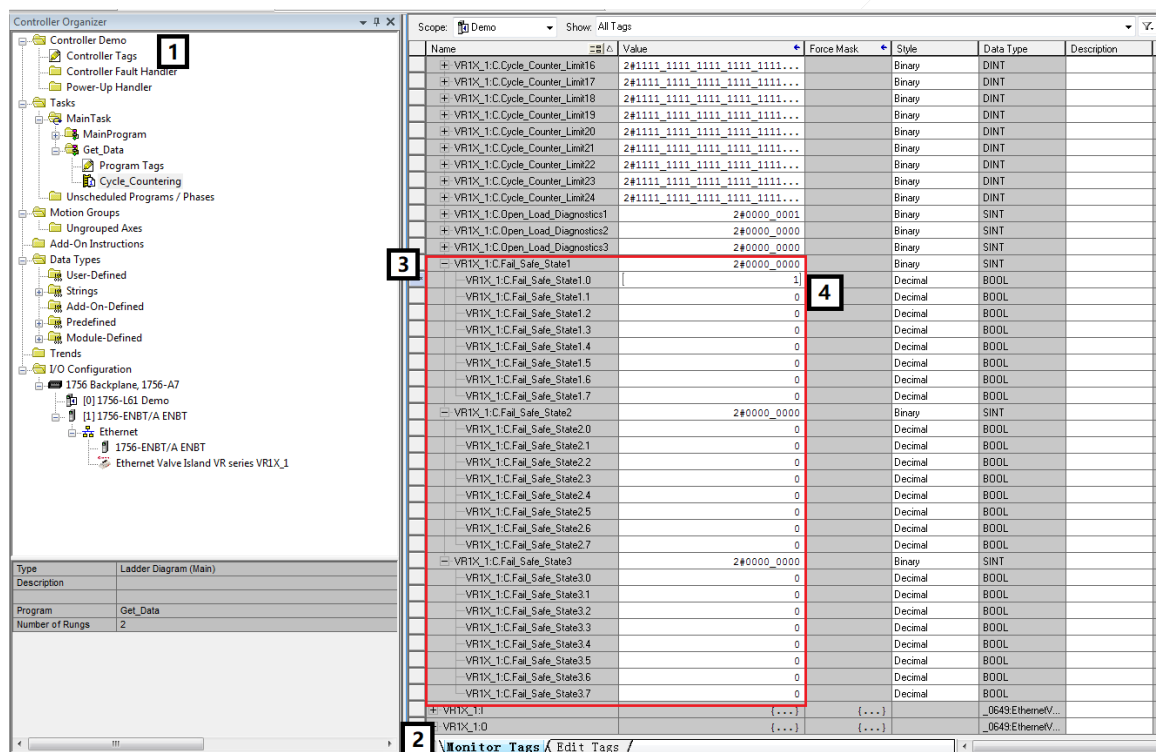 Controller Organizer
Controller Demo
1
Controller Tags
Controller Fault Handler
Power-Up Handler
Tasks
MainTask
MainProgram
Get_Data
Program Tags
Cycle_Countering
Unscheduled Programs / Phases
Motion Groups
Ungrouped Axes
Add-On Instructions
Data Types
User-Defined
Strings
Add-On-Defined
Predefined
Module-Defined
Trends
I/O Configuration
1756 Backplane, 1756-A7
[0] 1756-L61 Demo
[1] 1756-ENBT/A ENBT
Ethernet
1756-ENBT/A ENBT
Ethernet Valve Island VR series VR1X_1
Type Ladder Diagram (Main)
Description
Program Get_Data
Number of Rungs 2
Scope: Demo Show: All Tags
Name Value Force Mask Style Data Type Description
VR1X_1:C.Cycle_Counter_Limit16 2#1111_1111_1111_1111_1111... Binary DINT
VR1X_1:C.Cycle_Counter_Limit17 2#1111_1111_1111_1111_1111... Binary DINT
VR1X_1:C.Cycle_Counter_Limit18 2#1111_1111_1111_1111_1111... Binary DINT
VR1X_1:C.Cycle_Counter_Limit19 2#1111_1111_1111_1111_1111... Binary DINT
VR1X_1:C.Cycle_Counter_Limit20 2#1111_1111_1111_1111_1111... Binary DINT
VR1X_1:C.Cycle_Counter_Limit21 2#1111_1111_1111_1111_1111... Binary DINT
VR1X_1:C.Cycle_Counter_Limit22 2#1111_1111_1111_1111_1111... Binary DINT
VR1X_1:C.Cycle_Counter_Limit23 2#1111_1111_1111_1111_1111... Binary DINT
VR1X_1:C.Cycle_Counter_Limit24 2#1111_1111_1111_1111_1111... Binary DINT
VR1X_1:C.Open_Load_Diagnostics1 2#0000_0001 Binary SINT
VR1X_1:C.Open_Load_Diagnostics2 2#0000_0000 Binary SINT
VR1X_1:C.Open_Load_Diagnostics3 2#0000_0000 Binary SINT
3 VR1X_1:C.Fail_Safe_State1 2#0000_0000 Binary SINT
VR1X_1:C.Fail_Safe_State1.0 1 4 Decimal BOOL
VR1X_1:C.Fail_Safe_State1.1 0 Decimal BOOL
VR1X_1:C.Fail_Safe_State1.2 0 Decimal BOOL
VR1X_1:C.Fail_Safe_State1.3 0 Decimal BOOL
VR1X_1:C.Fail_Safe_State1.4 0 Decimal BOOL
VR1X_1:C.Fail_Safe_State1.5 0 Decimal BOOL
VR1X_1:C.Fail_Safe_State1.6 0 Decimal BOOL
VR1X_1:C.Fail_Safe_State1.7 0 Decimal BOOL
VR1X_1:C.Fail_Safe_State2 2#0000_0000 Binary SINT
VR1X_1:C.Fail_Safe_State2.0 0 Decimal BOOL
VR1X_1:C.Fail_Safe_State2.1 0 Decimal BOOL
VR1X_1:C.Fail_Safe_State2.2 0 Decimal BOOL
VR1X_1:C.Fail_Safe_State2.3 0 Decimal BOOL
VR1X_1:C.Fail_Safe_State2.4 0 Decimal BOOL
VR1X_1:C.Fail_Safe_State2.5 0 Decimal BOOL
VR1X_1:C.Fail_Safe_State2.6 0 Decimal BOOL
VR1X_1:C.Fail_Safe_State2.7 0 Decimal BOOL
VR1X_1:C.Fail_Safe_State3 2#0000_0000 Binary SINT
VR1X_1:C.Fail_Safe_State3.0 0 Decimal BOOL
VR1X_1:C.Fail_Safe_State3.1 0 Decimal BOOL
VR1X_1:C.Fail_Safe_State3.2 0 Decimal BOOL
VR1X_1:C.Fail_Safe_State3.3 0 Decimal BOOL
VR1X_1:C.Fail_Safe_State3.4 0 Decimal BOOL
VR1X_1:C.Fail_Safe_State3.5 0 Decimal BOOL
VR1X_1:C.Fail_Safe_State3.6 0 Decimal BOOL
VR1X_1:C.Fail_Safe_State3.7 0 Decimal BOOL
VR1X_1:I {...} {...} _0649:EthernetV...
VR1X_1:O {...} {...} _0649:EthernetV...
2 Monitor Tags Edit Tags